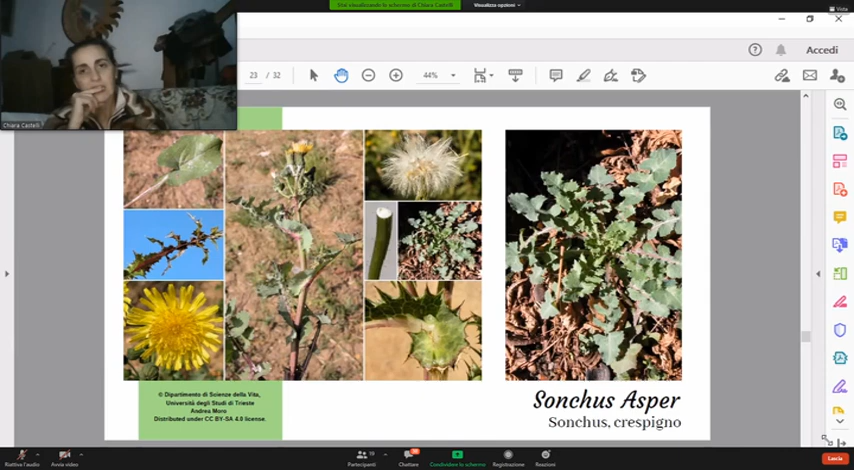 Stai visualizzando lo schermo di Chiara Castelli
Visualizza opzioni
Vista
Accedi
23 / 32
44%
Chiara Castelli
© Dipartimento di Scienze della Vita,
Università degli Studi di Trieste
Andrea Moro
Distributed under CC BY-SA 4.0 license.
Sonchus Asper
Sonchus, crespigno
Riattiva l'audio
Avvia video
Partecipanti
19
Chattare
Condividere lo schermo
Registrazione
Reazioni
Lascia